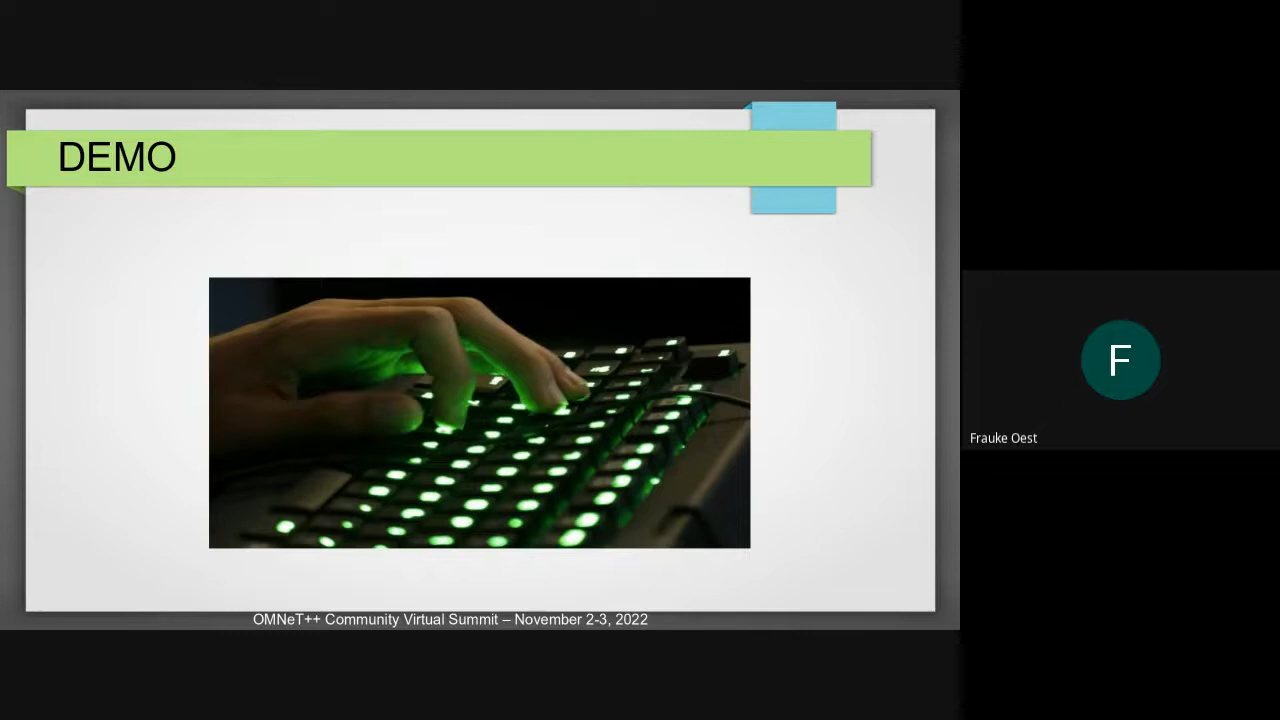 DEMO
F
Frauke Oest
OMNeT++ Community Virtual Summit – November 2-3, 2022